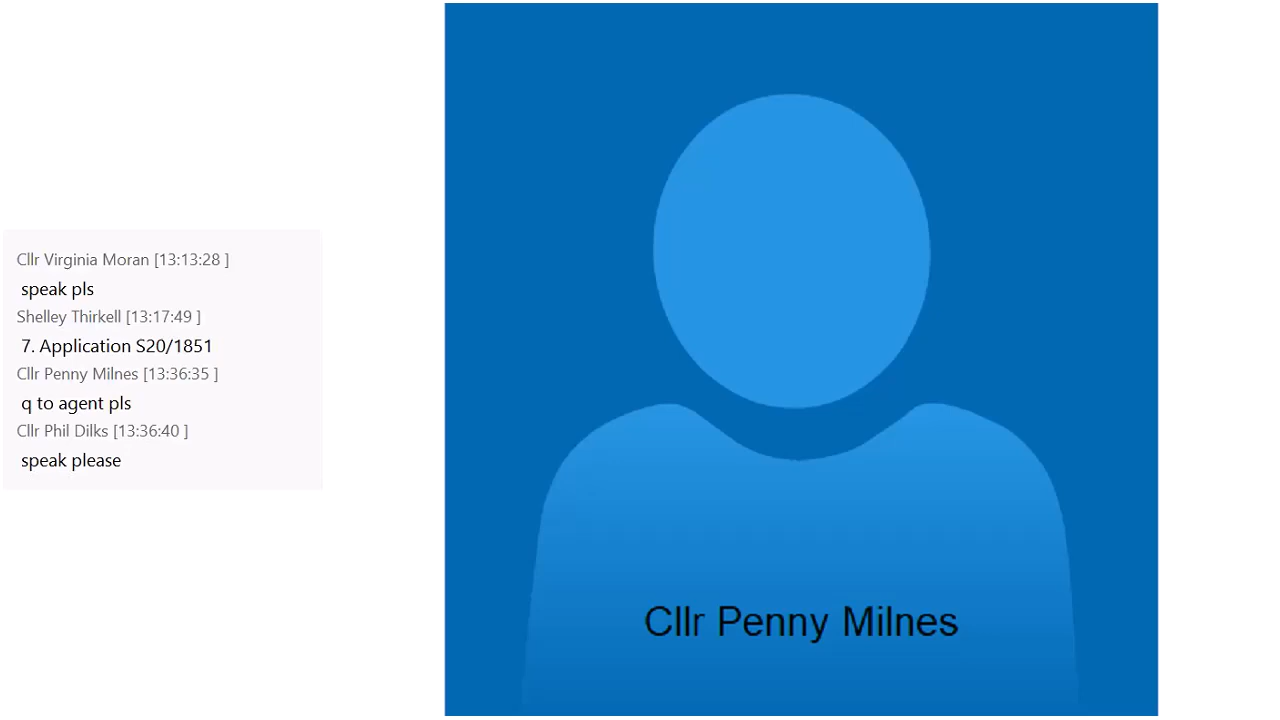 Cllr Virginia Moran [13:13:28 ]
speak pls
Shelley Thirkell [13:17:49 ]
7. Application S20/1851
Cllr Penny Milnes [13:36:35 ]
q to agent pls
Cllr Phil Dilks [13:36:40 ]
speak please
Cllr Penny Milnes